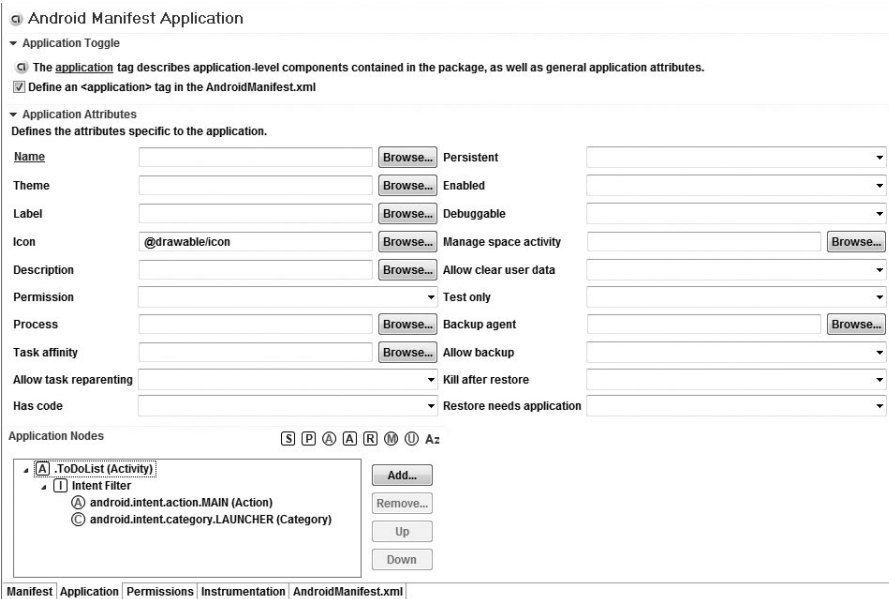 Android Manifest Application
Application Toggle
The application tag describes application-level components contained in the package, as well as general application attributes.
Define an <application> tag in the AndroidManifest.xml
Application Attributes
Defines the attributes specific to the application.
Name Browse... Persistent
Theme Browse... Enabled
Label Browse... Debuggable
Icon @drawable/icon Browse... Manage space activity Browse...
Description Browse... Allow clear user data
Permission Test only
Process Browse... Backup agent Browse...
Task affinity Browse... Allow backup
Allow task reparenting Kill after restore
Has code Restore needs application
Application Nodes S P A A R M U Az
A .ToDoList (Activity) Add...
I Intent Filter
A android.intent.action.MAIN (Action) Remove...
C android.intent.category.LAUNCHER (Category)
Up
Down
Manifest Application Permissions Instrumentation AndroidManifest.xml